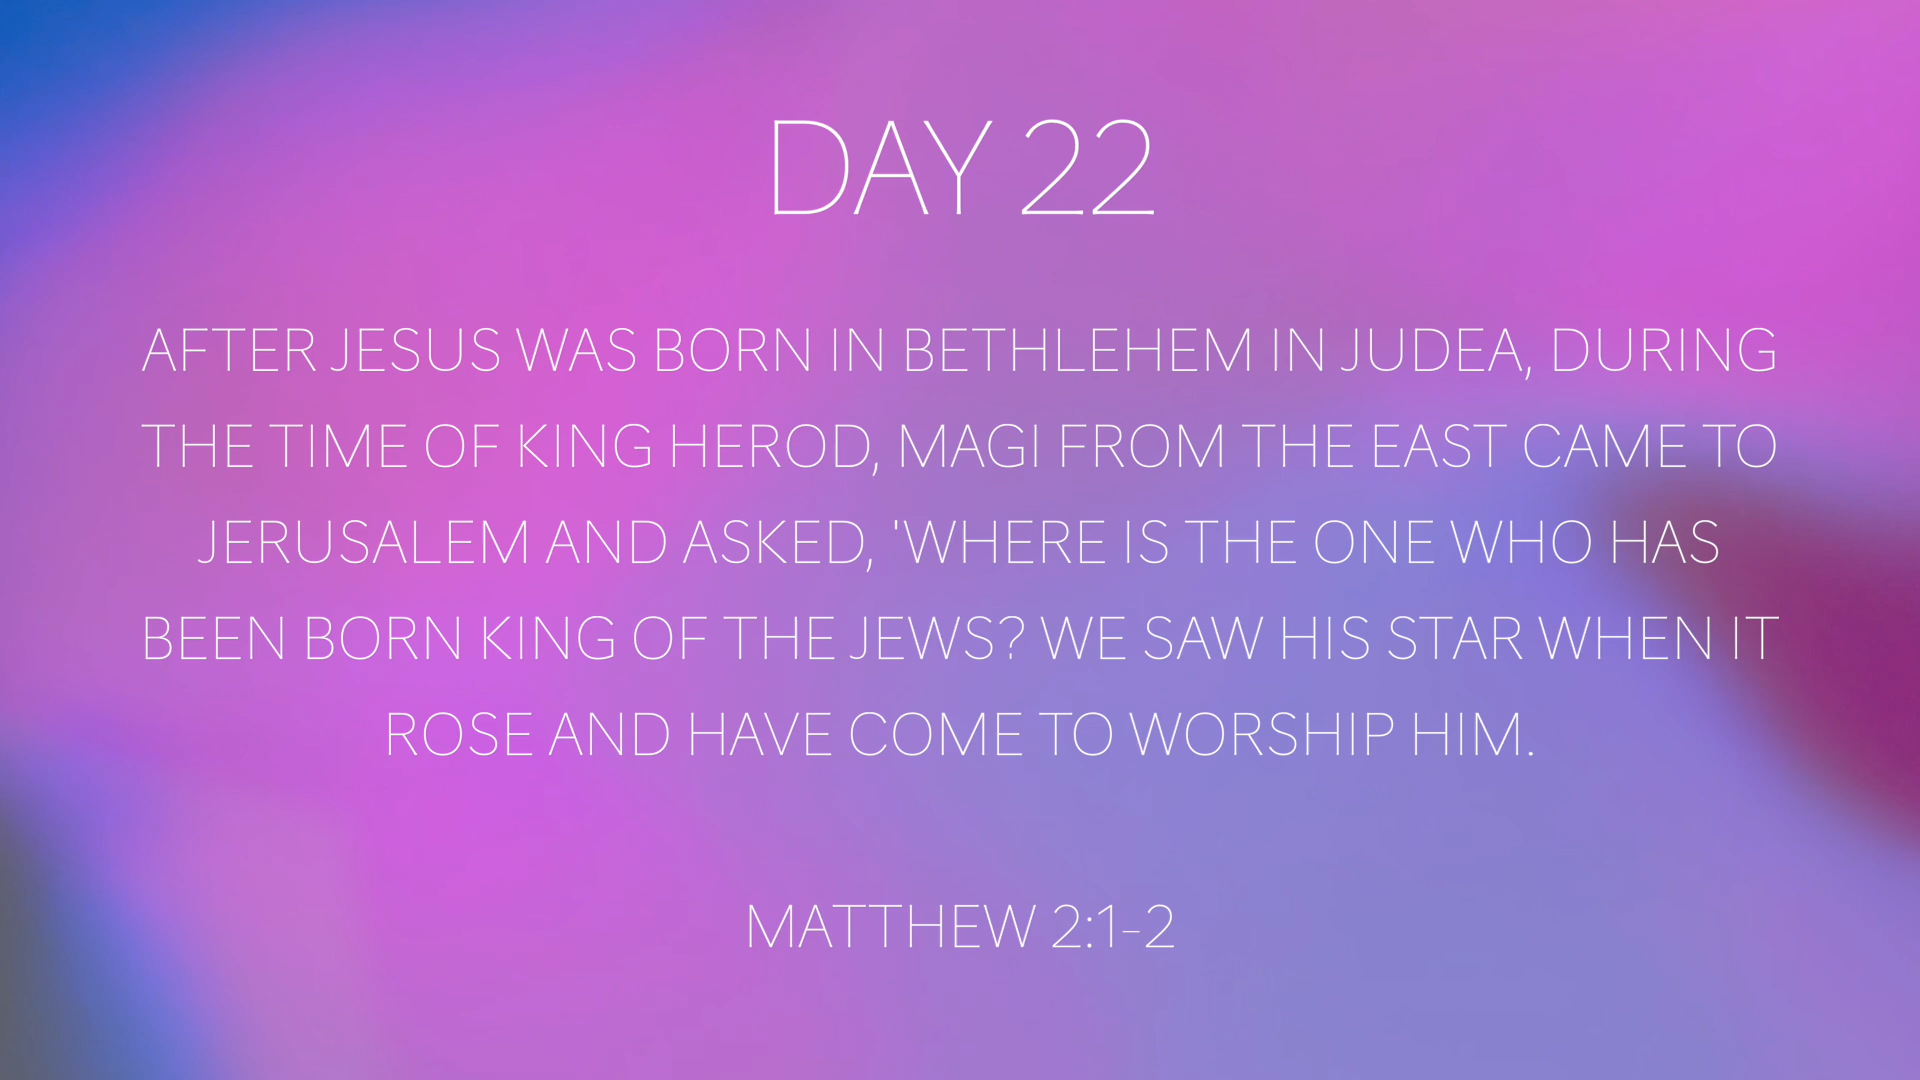 DAY 22
AFTER JESUS WAS BORN IN BETHLEHEM IN JUDEA, DURING
THE TIME OF KING HEROD, MAGI FROM THE EAST CAME TO
JERUSALEM AND ASKED, 'WHERE IS THE ONE WHO HAS
BEEN BORN KING OF THE JEWS? WE SAW HIS STAR WHEN IT
ROSE AND HAVE COME TO WORSHIP HIM.
MATTHEW 2:1-2